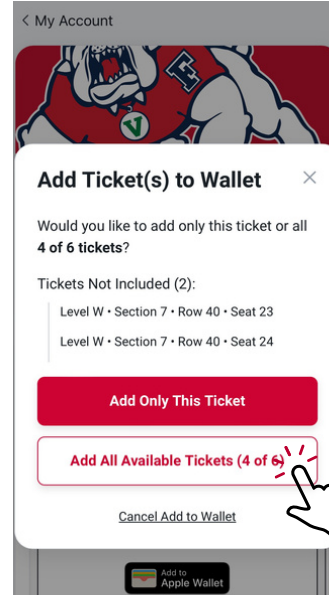 < My Account
F
V
Add Ticket(s) to Wallet
Would you like to add only this ticket or all
4 of 6 tickets?
Tickets Not Included (2):
Level W • Section 7 • Row 40 • Seat 23
Level W • Section 7 • Row 40 • Seat 24
Add Only This Ticket
Add All Available Tickets (4 of 6)
Cancel Add to Wallet
Add to
Apple Wallet